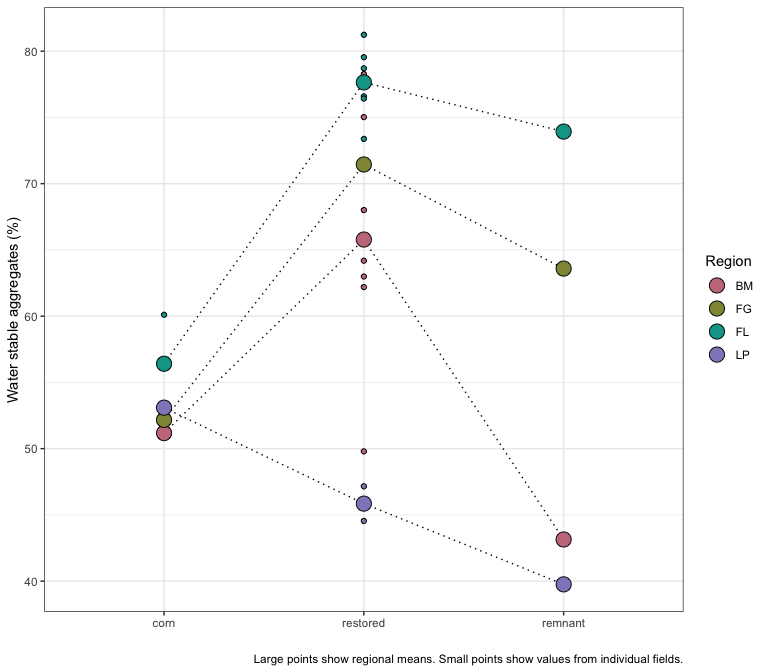 Water stable aggregates (%)
80
70
60
50
40
corn
restored
remnant
Region
BM
FG
FL
LP
Large points show regional means. Small points show values from individual fields.